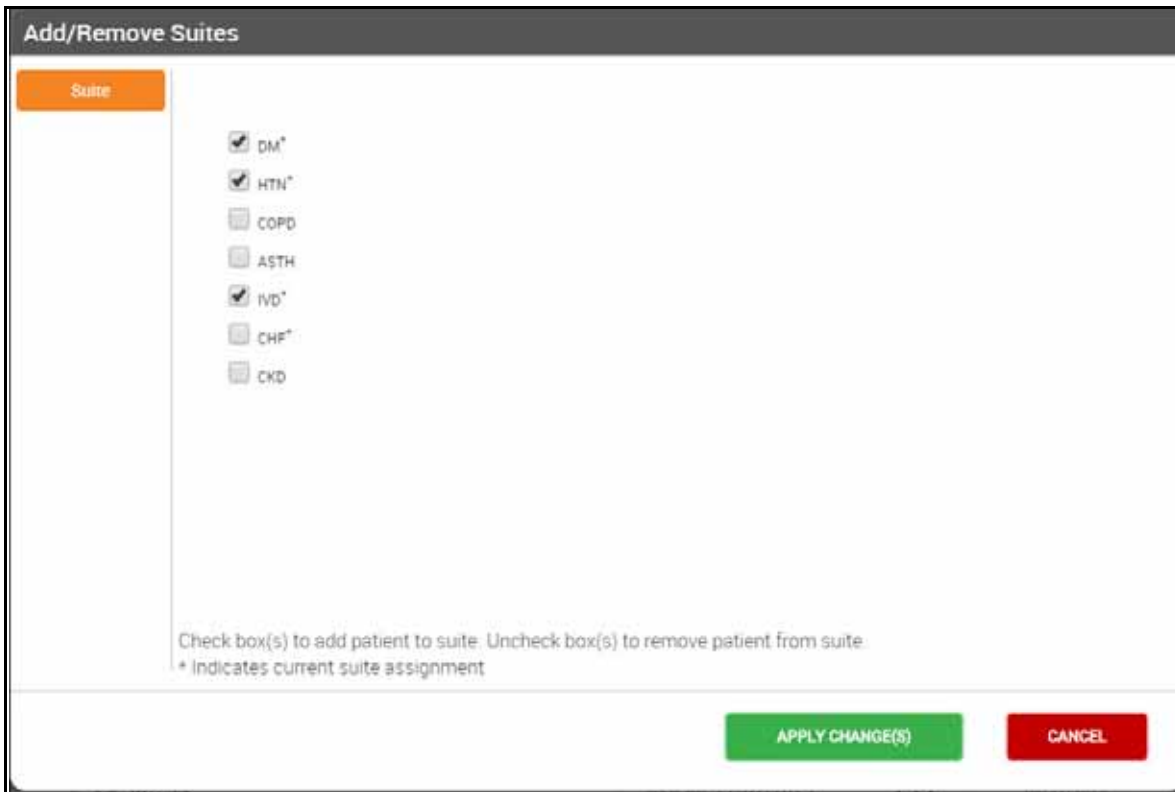 Add/Remove Suites
Suite
DM*
HTN*
COPD
ASTH
IVD*
CHF*
CKD
Check box(s) to add patient to suite. Uncheck box(s) to remove patient from suite.
* Indicates current suite assignment
APPLY CHANGE(S)
CANCEL